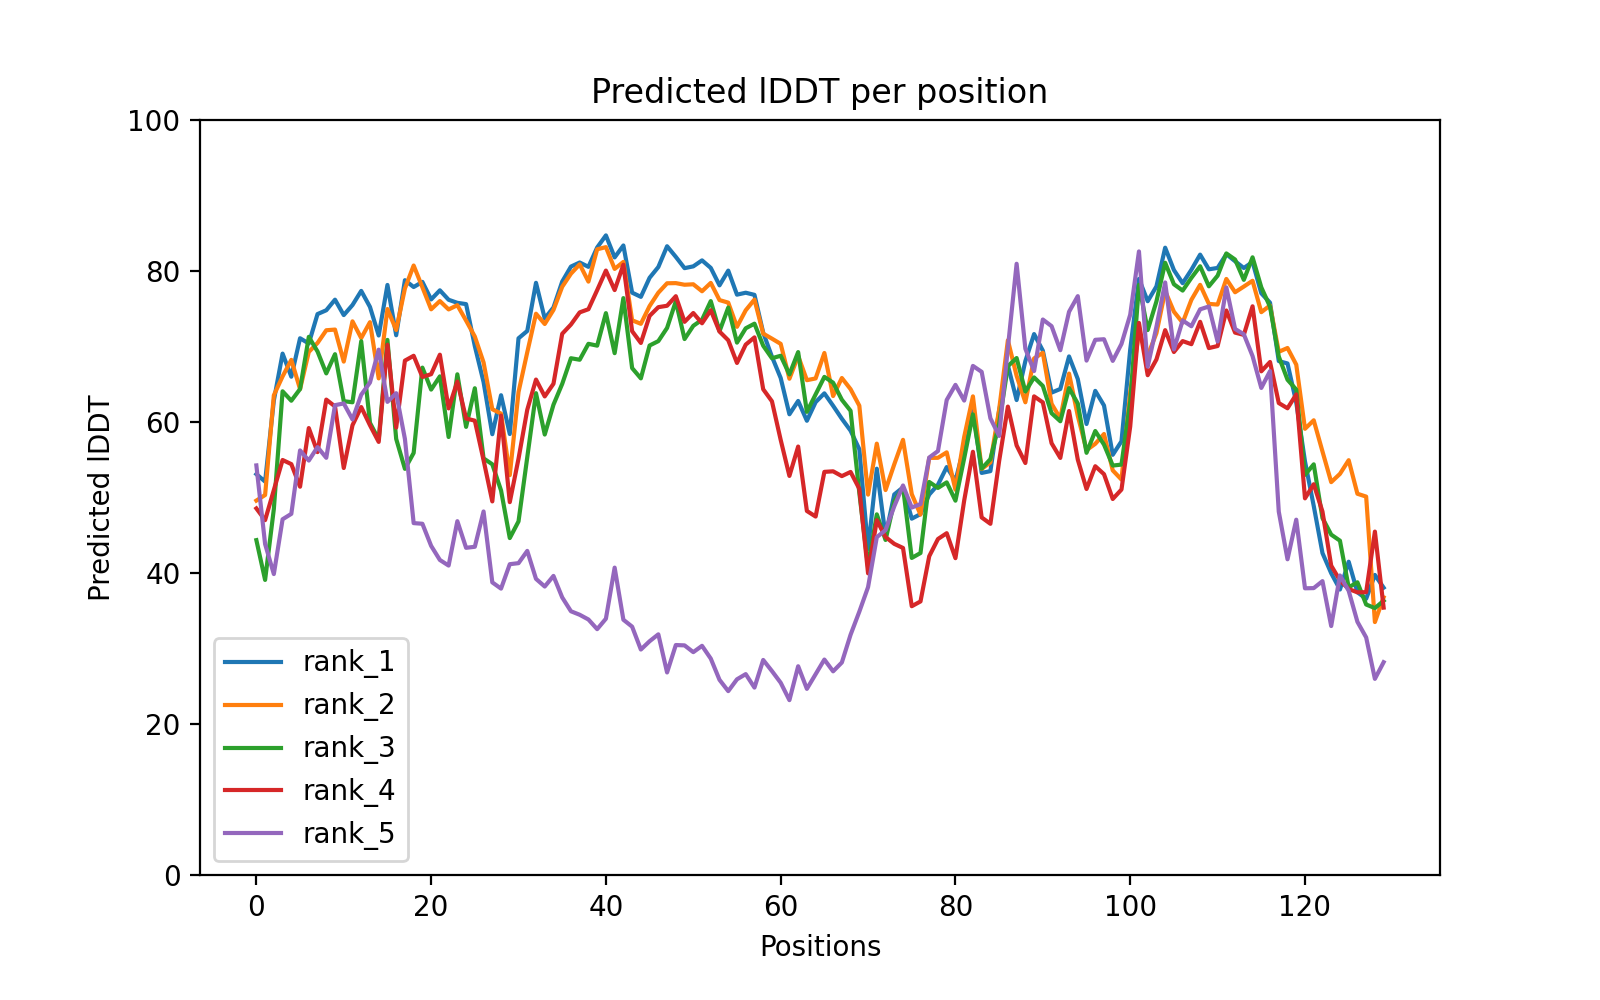 Predicted lDDT per position
100
80
60
40
20
0
Predicted lDDT
rank_1
rank_2
rank_3
rank_4
rank_5
0 20 40 60 80 100 120
Positions